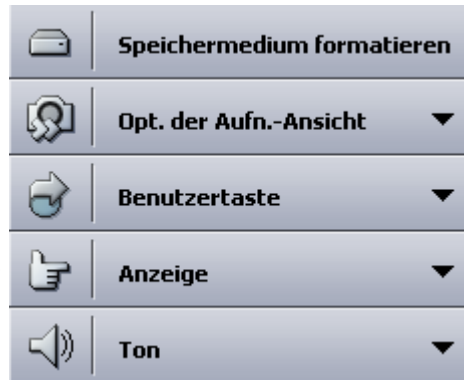 Speichermedium formatieren
Opt. der Aufn.-Ansicht
Benutzertaste
Anzeige
Ton